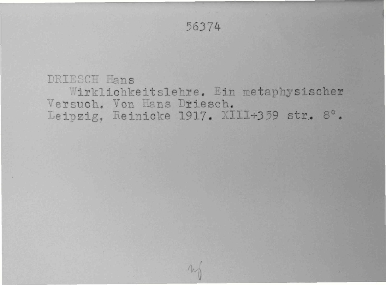 56374
DRIESCH Hans
Wirklichkeitslehre. Ein metaphysischer
Versuch. Von Hans Driesch.
Leipzig, Reinicke 1917. XIII+359 str. 8°.